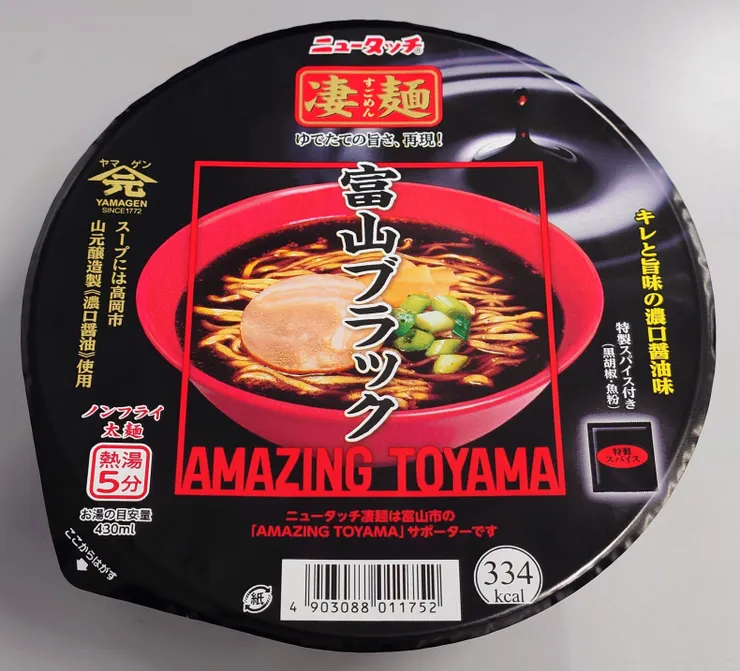 ニュータッチ®
凄麺
すごめん
ゆでたての旨さ、再現!
ヤマ ゲン
元
YAMAGEN
SINCE1772
スープには高岡市
山元醸造製《濃口醤油》使用
富山ブラック
キレと旨味の濃口醤油味
特製スパイス付き
(黒胡椒・魚粉)
特製
スパイス
ノンフライ
太麺
熱湯
5分
お湯の目安量
430ml
ここからはがす
AMAZING TOYAMA
ニュータッチ凄麺は富山市の
「AMAZING TOYAMA」サポーターです
紙
4 903088 011752
334
kcal